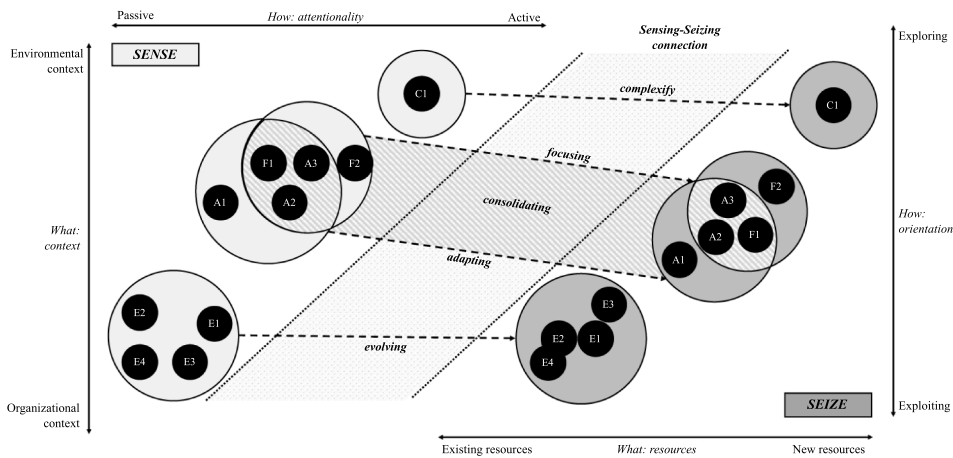 Passive
How: attentionality
Active
Environmental
context
SENSE
Sensing-Seizing
connection
Exploring
C1
complexify
C1
F1
A3
F2
focusing
A1
A2
consolidating
A3
F2
What:
context
A2
F1
How:
orientation
adapting
A1
E2
E1
E3
E4
E3
evolving
E2
E1
E4
Organizational
context
SEIZE
Exploiting
Existing resources
What: resources
New resources